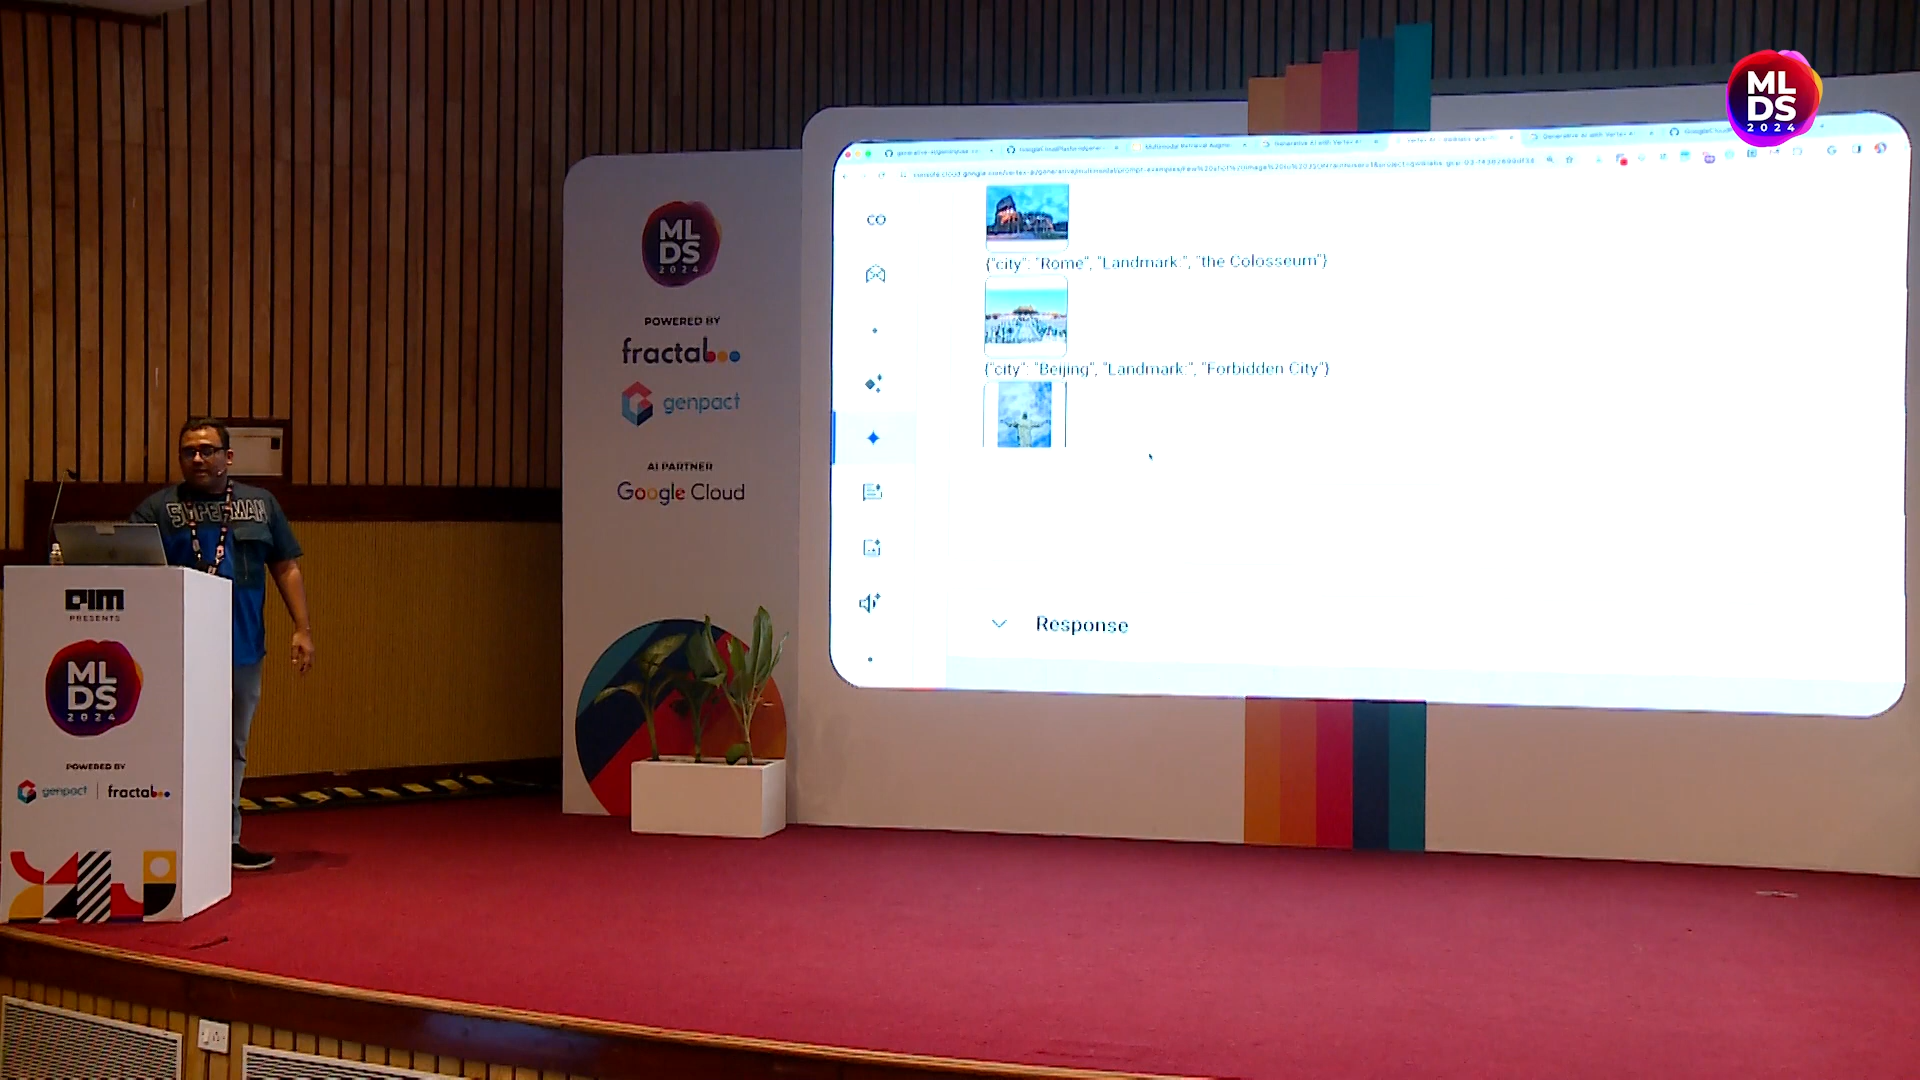 ML
DS
2024
ML
DS
2024
POWERED BY
fractal
genpact
AI PARTNER
Google Cloud
CO
{"city": "Rome", "Landmark:", "the Colosseum"}
{"city": "Beijing", "Landmark:", "Forbidden City"}
Response
SUPERMAN
AIM
PRESENTS
ML
DS
2024
POWERED BY
genpact | fractal